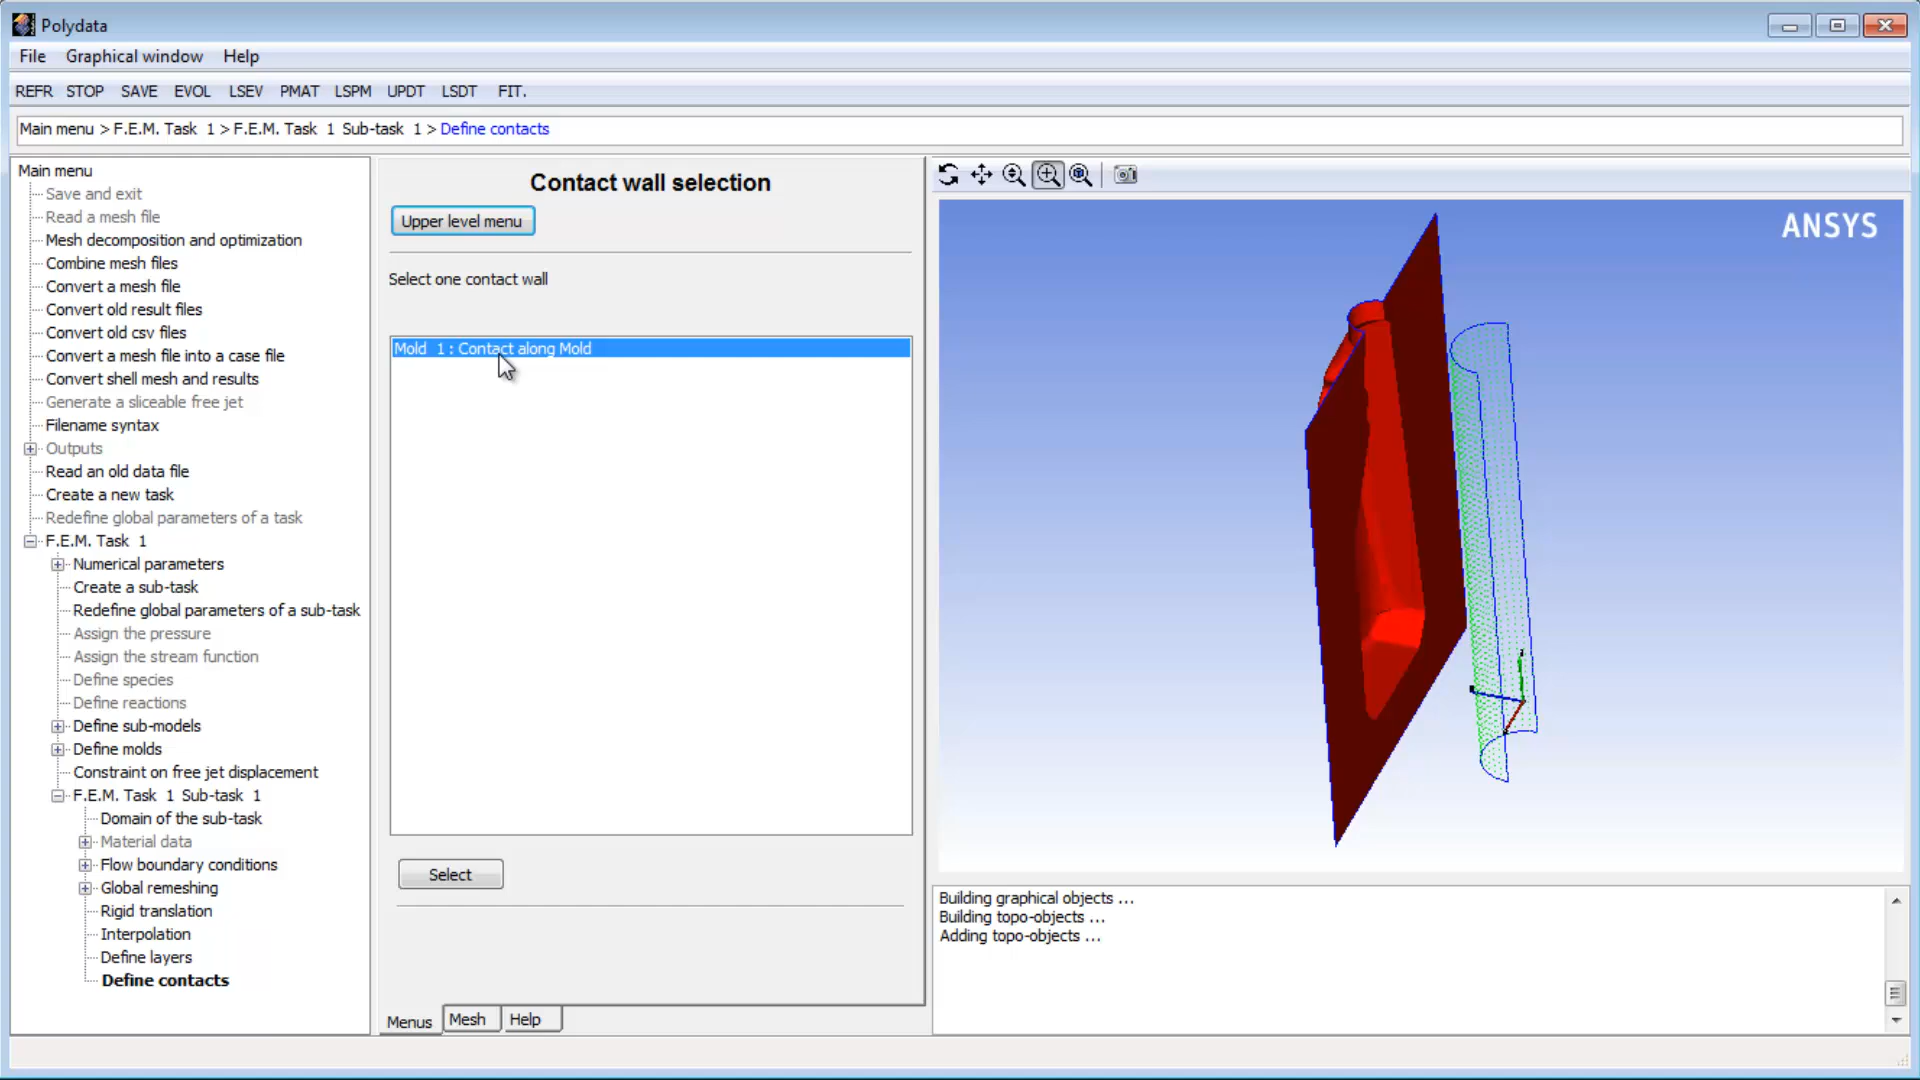 Polydata
File Graphical window Help
REFR STOP SAVE EVOL LSEV PMAT LSPM UPDT LSDT FIT.
Main menu > F.E.M. Task 1 > F.E.M. Task 1 Sub-task 1 > Define contacts
Main menu
Save and exit
Read a mesh file
Mesh decomposition and optimization
Combine mesh files
Convert a mesh file
Convert old result files
Convert old csv files
Convert a mesh file into a case file
Convert shell mesh and results
Generate a sliceable free jet
Filename syntax
Outputs
Read an old data file
Create a new task
Redefine global parameters of a task
F.E.M. Task 1
Numerical parameters
Create a sub-task
Redefine global parameters of a sub-task
Assign the pressure
Assign the stream function
Define species
Define reactions
Define sub-models
Define molds
Constraint on free jet displacement
F.E.M. Task 1 Sub-task 1
Domain of the sub-task
Material data
Flow boundary conditions
Global remeshing
Rigid translation
Interpolation
Define layers
Define contacts
Contact wall selection
Upper level menu
Select one contact wall
Mold 1 : Contact along Mold
Select
Menus Mesh Help
ANSYS
Building graphical objects ...
Building topo-objects ...
Adding topo-objects ...